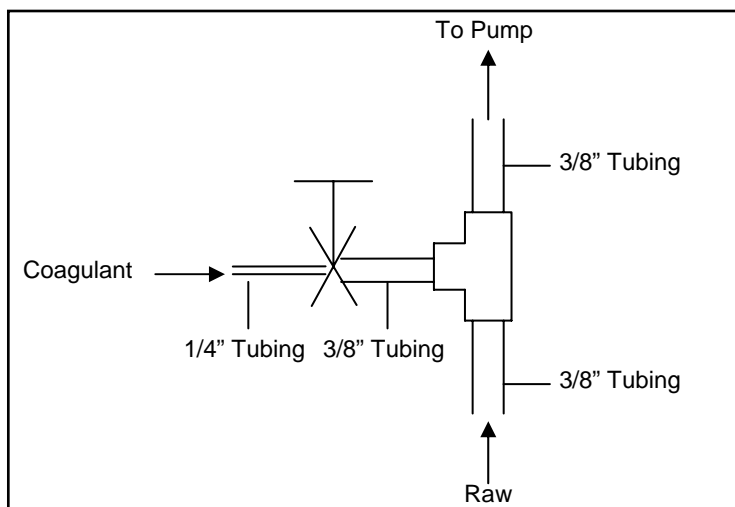 To Pump
3/8” Tubing
Coagulant
1/4” Tubing
3/8” Tubing
3/8” Tubing
Raw